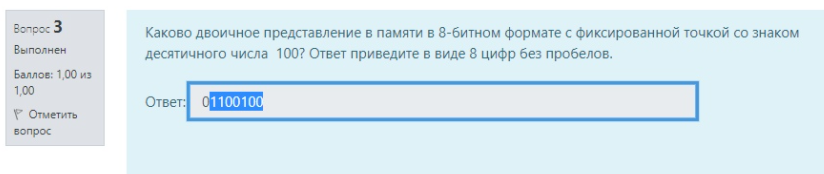 Вопрос 3
Выполнен
Баллов: 1,00 из
1,00
Отметить
вопрос
Каково двоичное представление в памяти в 8-битном формате с фиксированной точкой со знаком
десятичного числа 100? Ответ приведите в виде 8 цифр без пробелов.
Ответ: 01100100